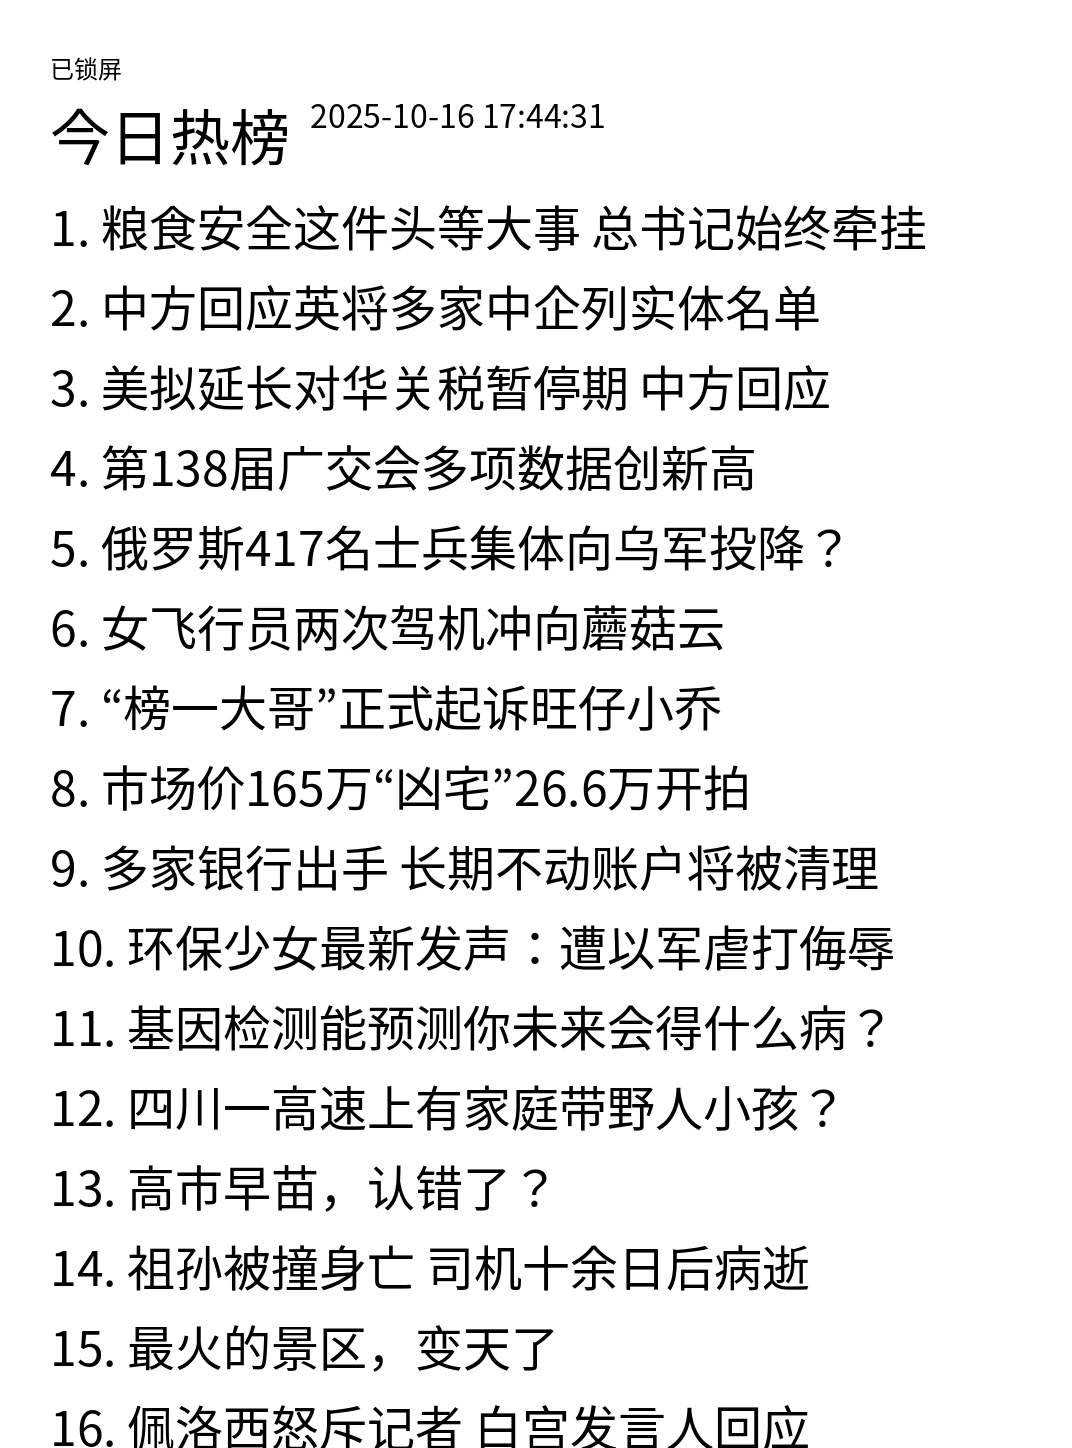 已锁屏
今日热榜 2025-10-16 17:44:31
1. 粮食安全这件头等大事 总书记始终牵挂
2. 中方回应英将多家中企列实体名单
3. 美拟延长对华关税暂停期 中方回应
4. 第138届广交会多项数据创新高
5. 俄罗斯417名士兵集体向乌军投降？
6. 女飞行员两次驾机冲向蘑菇云
7. “榜一大哥”正式起诉旺仔小乔
8. 市场价165万“凶宅”26.6万开拍
9. 多家银行出手 长期不动账户将被清理
10. 环保少女最新发声：遭以军虐打侮辱
11. 基因检测能预测你未来会得什么病？
12. 四川一高速上有家庭带野人小孩？
13. 高市早苗，认错了？
14. 祖孙被撞身亡 司机十余日后病逝
15. 最火的景区，变天了
16. 佩洛西怒斥记者 白宫发言人回应